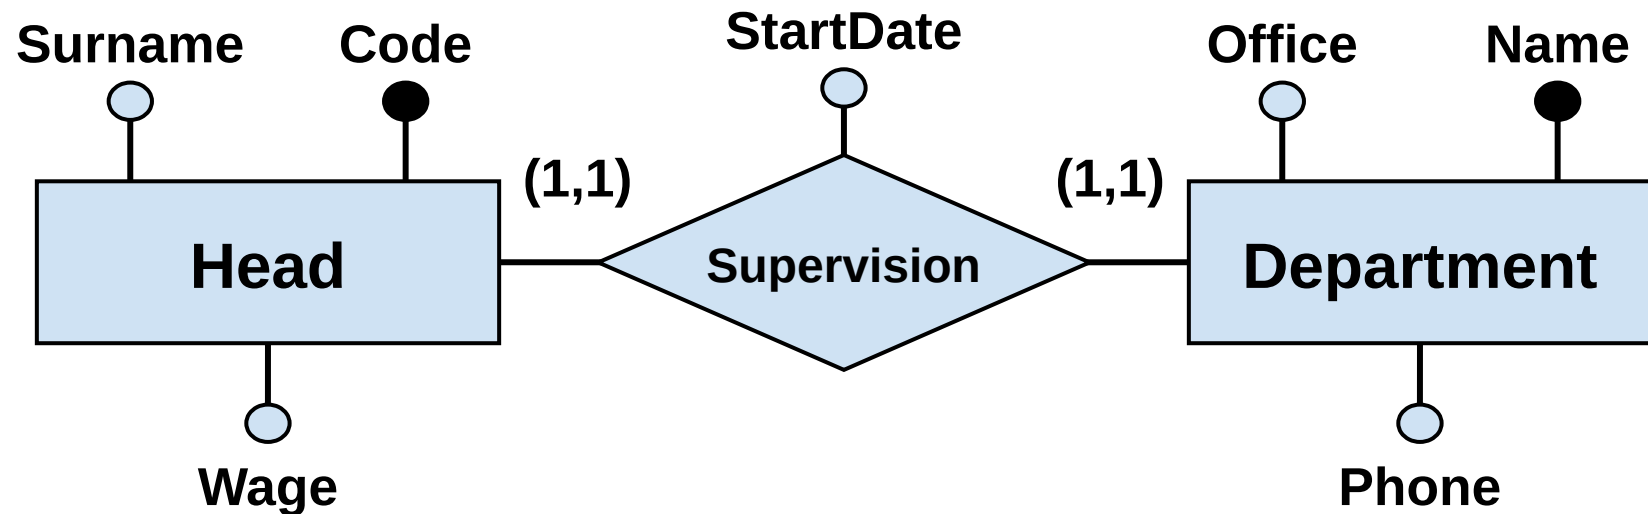 Surname
Code
StartDate
Office
Name
(1,1)
(1,1)
Head
Supervision
Department
Wage
Phone